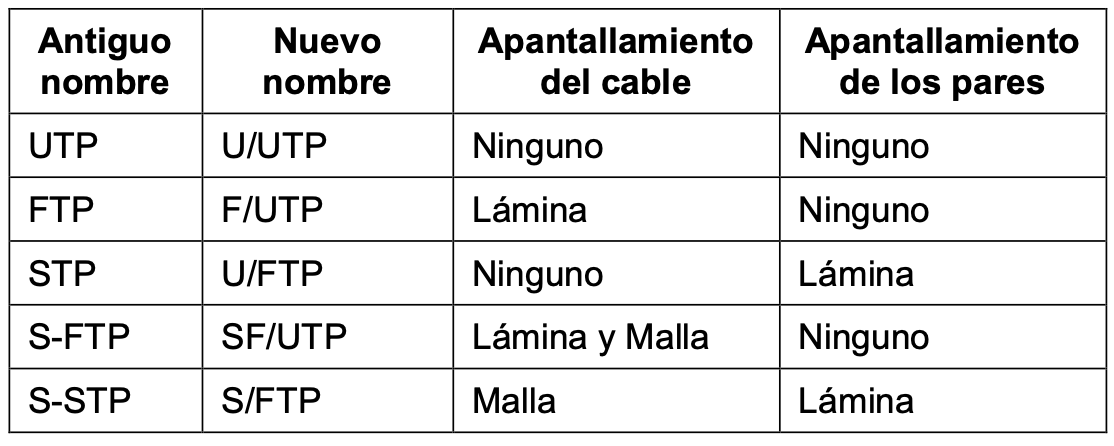 Antiguo nombre | Nuevo nombre | Apantallamiento del cable | Apantallamiento de los pares
UTP | U/UTP | Ninguno | Ninguno
FTP | F/UTP | Lámina | Ninguno
STP | U/FTP | Ninguno | Lámina
S-FTP | SF/UTP | Lámina y Malla | Ninguno
S-STP | S/FTP | Malla | Lámina